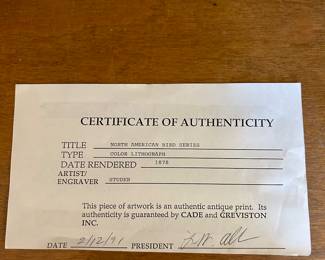 CERTIFICATE OF AUTHENTICITY
TITLE NORTH AMERICAN BIRD SERIES
TYPE COLOR LITHOGRAPH
DATE RENDERED 1878
ARTIST/
ENGRAVER STUDER
This piece of artwork is an authentic antique print. Its
authenticity is guaranteed by CADE and CREVISTON
INC.
DATE 2/12/91 PRESIDENT